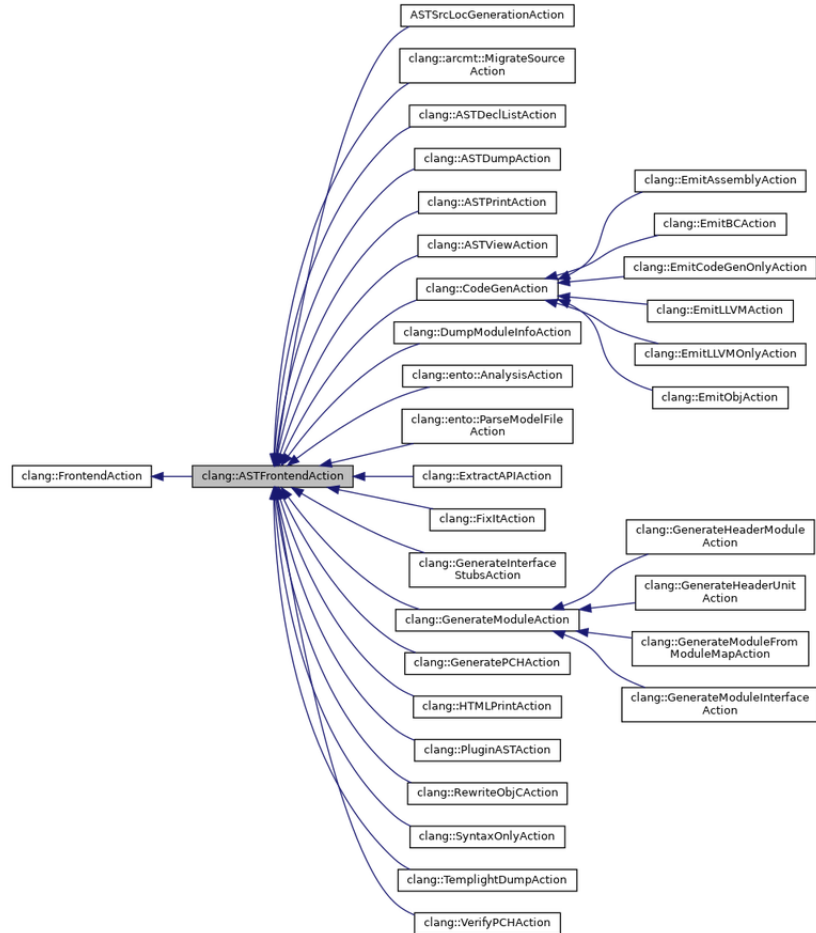 ASTSrcLocGenerationAction
clang::arcmt::MigrateSource
Action
clang::ASTDeclListAction
clang::ASTDumpAction
clang::ASTPrintAction
clang::ASTViewAction
clang::CodeGenAction
clang::DumpModuleInfoAction
clang::ento::AnalysisAction
clang::ento::ParseModelFile
Action
clang::FrontendAction
clang::ASTFrontendAction
clang::ExtractAPIAction
clang::FixItAction
clang::GenerateInterface
StubsAction
clang::GenerateModuleAction
clang::GeneratePCHAction
clang::HTMLPrintAction
clang::PluginASTAction
clang::RewriteObjCAction
clang::SyntaxOnlyAction
clang::TemplightDumpAction
clang::VerifyPCHAction
clang::EmitAssemblyAction
clang::EmitBCAction
clang::EmitCodeGenOnlyAction
clang::EmitLLVMAction
clang::EmitLLVMOnlyAction
clang::EmitObjAction
clang::GenerateHeaderModule
Action
clang::GenerateHeaderUnit
Action
clang::GenerateModuleFrom
ModuleMapAction
clang::GenerateModuleInterface
Action